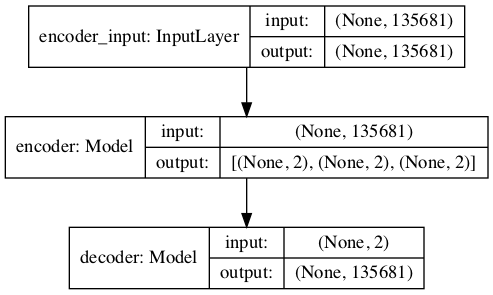 encoder_input: InputLayer
input: (None, 135681)
output: (None, 135681)
encoder: Model
input: (None, 135681)
output: [(None, 2), (None, 2), (None, 2)]
decoder: Model
input: (None, 2)
output: (None, 135681)